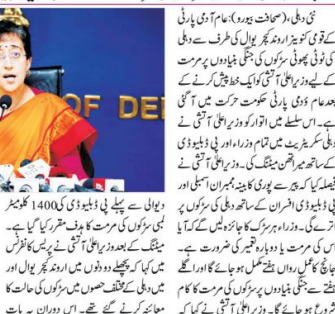 OF DEL
نئی دہلی، (صحافت بیورو): عام آدمی پارٹی
کے قومی کنوینر اروند کیجریوال کی طرف سے دہلی
کی ٹوٹی پھوٹی سڑکوں کی جنگی بنیادوں پر مرمت
کے لیے وزیر اعلیٰ آتشی کو ایک خط پیش کرنے کے
بعد عام آدمی پارٹی حکومت حرکت میں آ گئی
ہے۔ اس سلسلے میں اتوار کو وزیر اعلیٰ آتشی نے
دہلی سکریٹریٹ میں تمام وزراء اور پی ڈبلیو ڈی
کے ساتھ میراتھن میٹنگ کی۔ وزیر اعلیٰ آتشی نے
فیصلہ کیا کہ پیر سے پوری کابینہ، ممبران اسمبلی اور
پی ڈبلیو ڈی افسران کے ساتھ دہلی کی سڑکوں پر
آئے گی۔ وزراء ہر سڑک کا جائزہ لیں گے کہ آیا
اس کی مرمت یا دوبارہ تعمیر کی ضرورت ہے۔
جانچ کا عمل رواں ہفتے مکمل ہو جائے گا اور اگلے
ہفتے سے جنگی بنیادوں پر سڑکوں کی مرمت کا کام
شروع ہو جائے گا۔ وزیر اعلیٰ آتشی نے کہا کہ
دیوالی سے پہلے پی ڈبلیو ڈی کی 1400 کلومیٹر
لمبی سڑکوں کی مرمت کا ہدف مقرر کیا گیا ہے۔
میٹنگ کے بعد وزیر اعلیٰ آتشی نے پریس کانفرنس
میں کہا کہ پچھلے دو دنوں میں اروند کیجریوال اور
میں دہلی کے مختلف حصوں میں سڑکوں کی حالت کا
معائنہ کرنے گئے تھے۔ اس دوران یہ بات